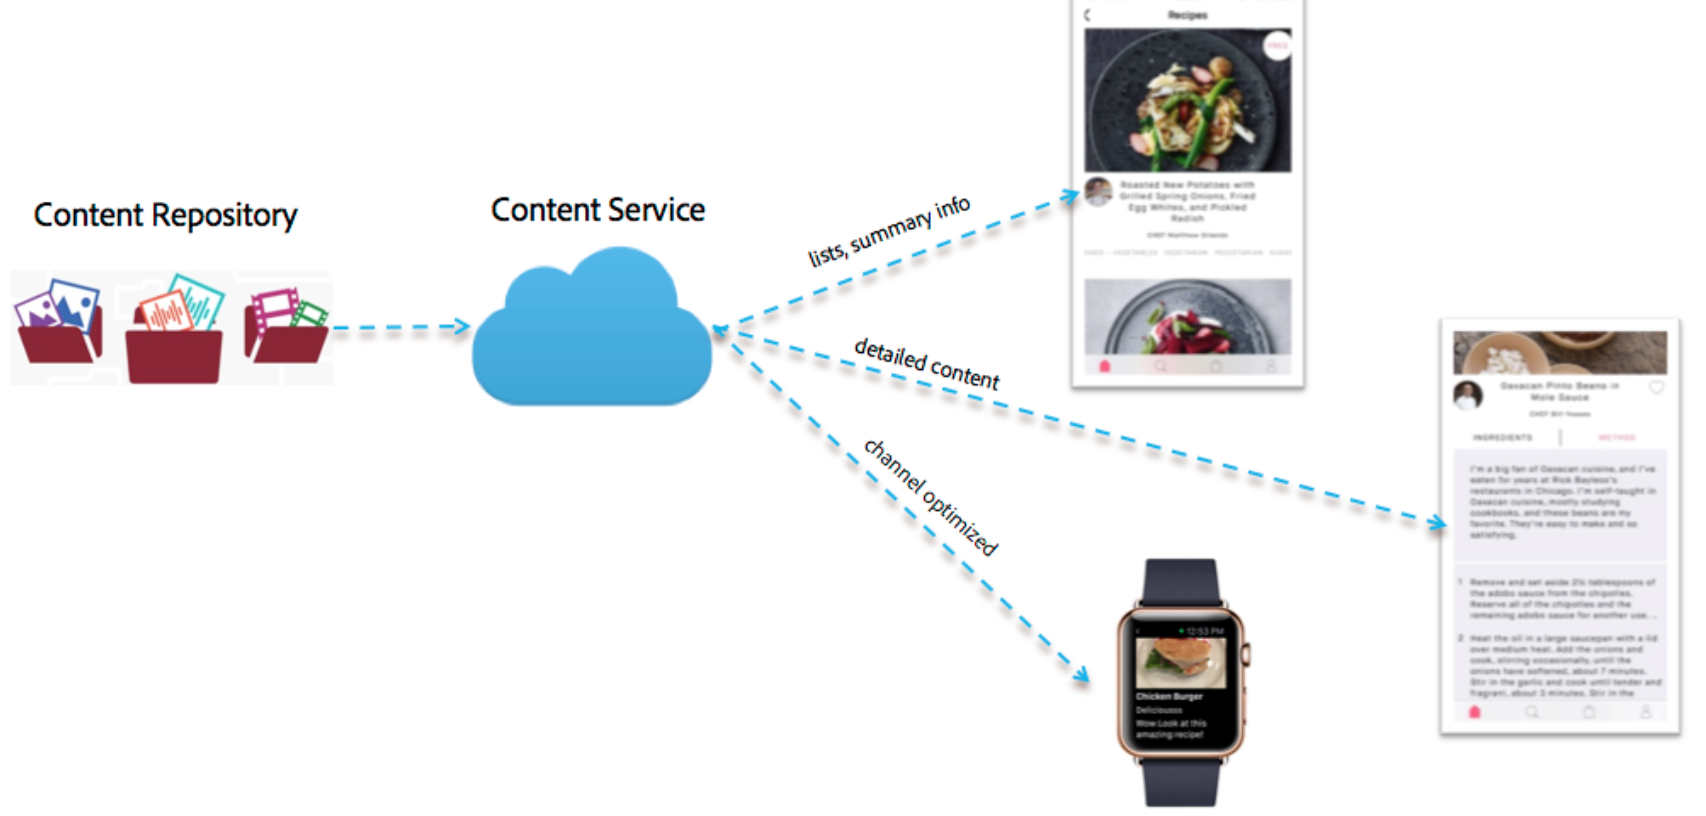 Content Repository
Content Service
lists, summary info
detailed content
channel optimized
Recipes
FREE
Roasted New Potatoes with
Grilled Spring Onions, Fried
Egg Whites, and Pickled
Radish
CHEF Matthew Orlando
VEGETABLES VEGETARIAN PESCETARIAN SUGAR
Oaxacan Pinto Beans in
Mole Sauce
CHEF Bill Yosses
INGREDIENTS
METHOD
I'm a big fan of Oaxacan cuisine, and I've
eaten for years at Rick Bayless's
restaurants in Chicago. I'm self-taught in
Oaxacan cuisine, mostly studying
cookbooks, and these beans are my
favorite. They're easy to make and so
satisfying.
1 Remove and set aside 2½ tablespoons of
the adobo sauce from the chipotles.
Reserve all of the chipotles and the
remaining adobo sauce for another use. ..
2 Heat the oil in a large saucepan with a lid
over medium heat. Add the onions and
cook, stirring occasionally, until the
onions have softened, about 7 minutes.
Stir in the garlic and cook until tender and
fragrant, about 3 minutes. Stir in the
12:53 PM
Chicken Burger
Deliciousss
Wow Look at this
amazing recipe!